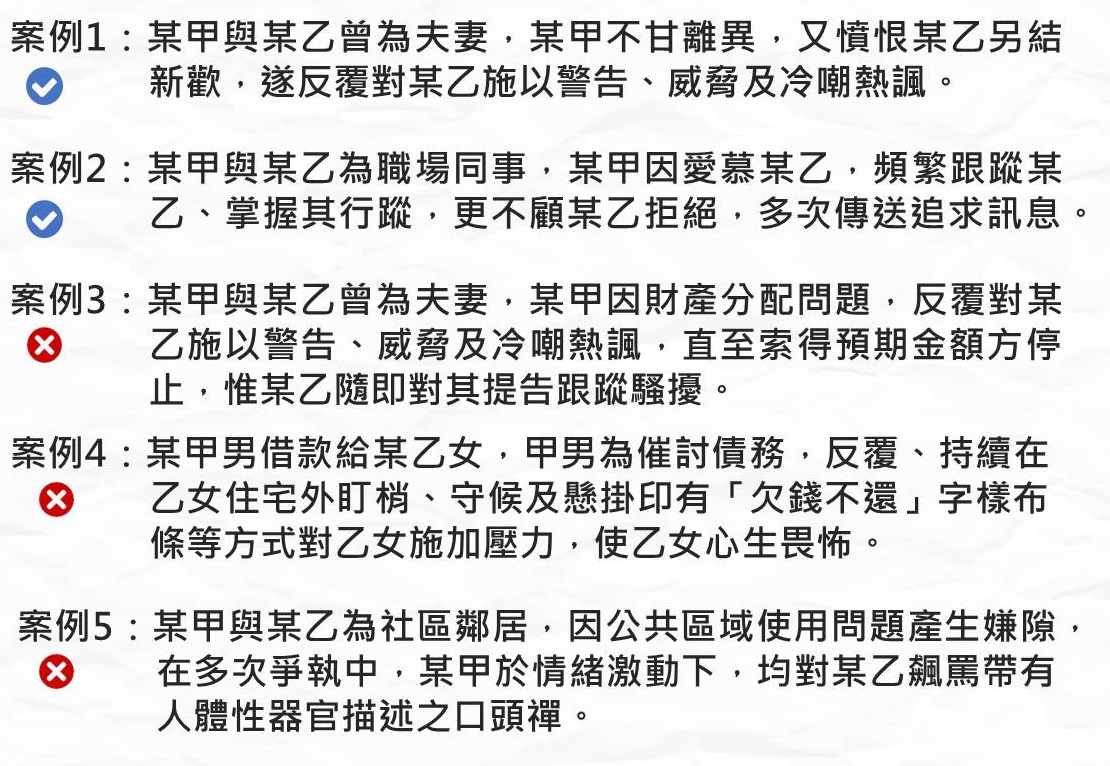 案例1：某甲與某乙曾為夫妻，某甲不甘離異，又憤恨某乙另結
新歡，遂反覆對某乙施以警告、威脅及冷嘲熱諷。
案例2：某甲與某乙為職場同事，某甲因愛慕某乙，頻繁跟蹤某
乙、掌握其行蹤，更不顧某乙拒絕，多次傳送追求訊息。
案例3：某甲與某乙曾為夫妻，某甲因財產分配問題，反覆對某
乙施以警告、威脅及冷嘲熱諷，直至索得預期金額方停
止，惟某乙隨即對其提告跟蹤騷擾。
案例4：某甲男借款給某乙女，甲男為催討債務，反覆、持續在
乙女住宅外盯梢、守候及懸掛印有「欠錢不還」字樣布
條等方式對乙女施加壓力，使乙女心生畏怖。
案例5：某甲與某乙為社區鄰居，因公共區域使用問題產生嫌隙，
在多次爭執中，某甲於情緒激動下，均對某乙飆罵帶有
人體性器官描述之口頭禪。